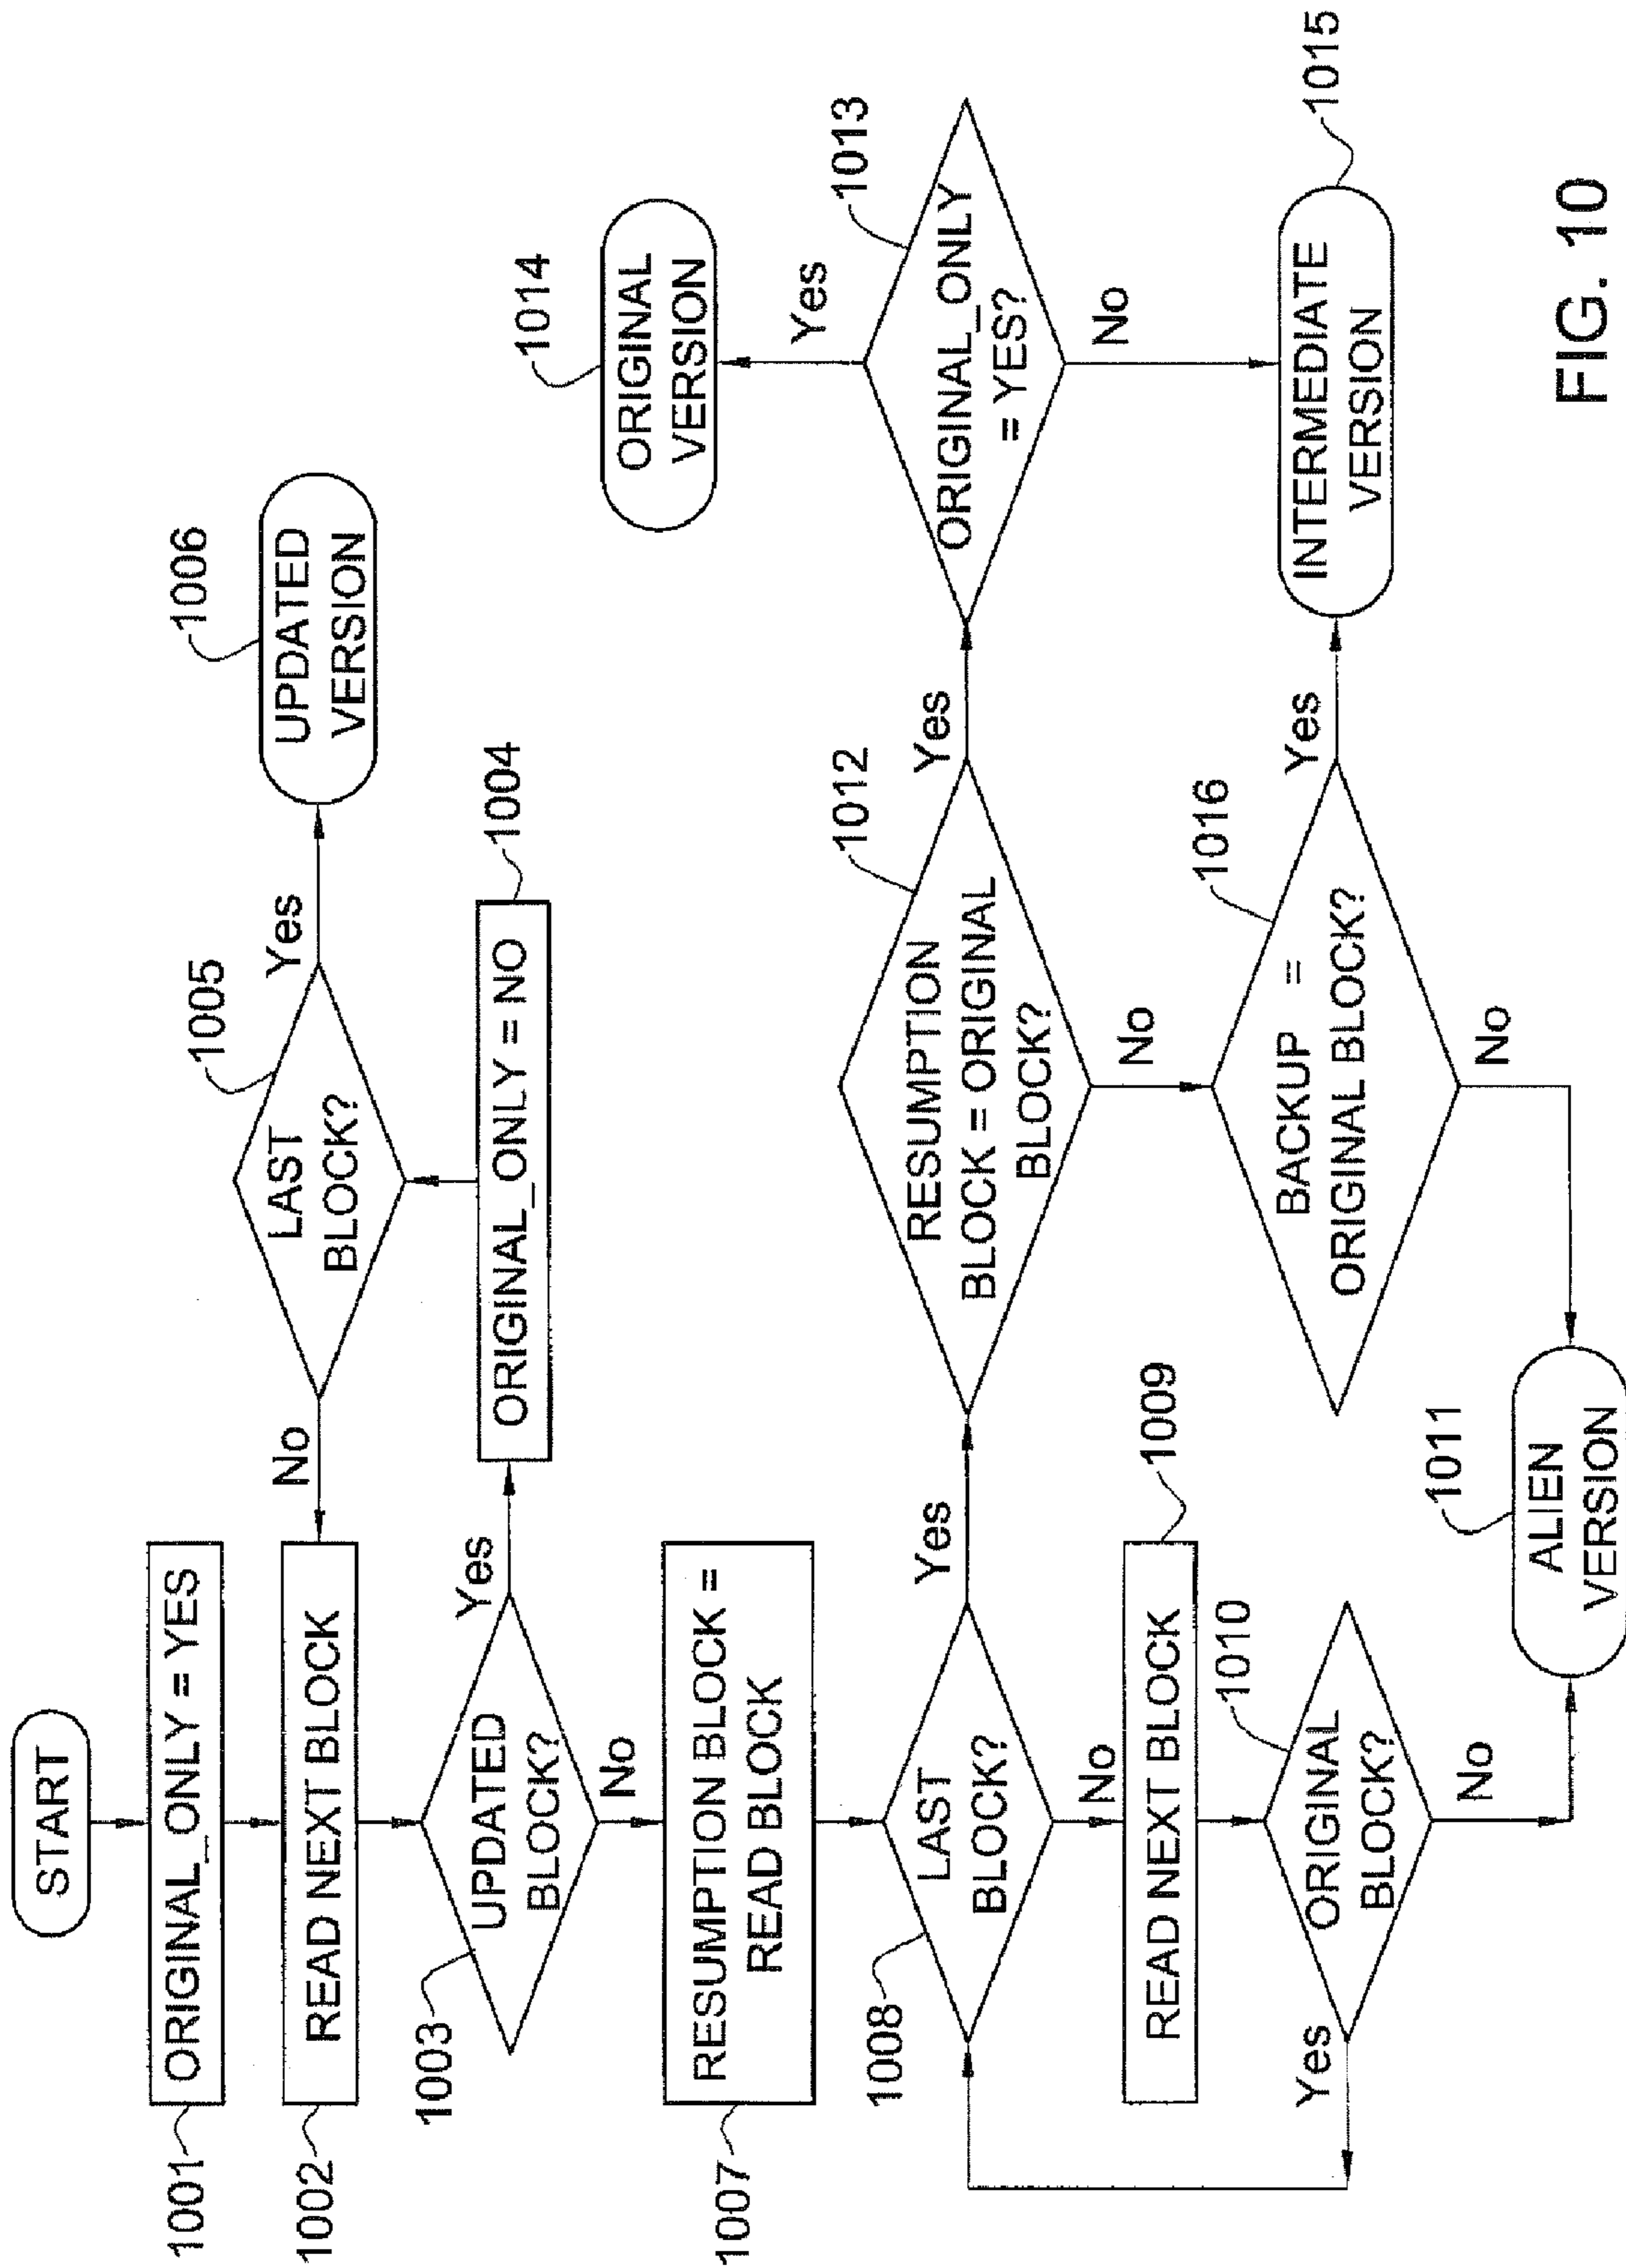 START
1001
ORIGINAL_ONLY = YES
1002
READ NEXT BLOCK
No
LAST
BLOCK?
1005
Yes
UPDATED
VERSION
1006
1003
UPDATED
BLOCK?
Yes
ORIGINAL_ONLY = NO
1004
No
1007
RESUMPTION BLOCK =
READ BLOCK
1008
LAST
BLOCK?
Yes
RESUMPTION
BLOCK = ORIGINAL
BLOCK?
1012
Yes
ORIGINAL_ONLY
= YES?
1013
Yes
ORIGINAL
VERSION
1014
No
READ NEXT BLOCK
1009
No
BACKUP =
ORIGINAL BLOCK?
1016
Yes
No
INTERMEDIATE
VERSION
1015
ORIGINAL
BLOCK?
1010
Yes
No
No
ALIEN
VERSION
1011
FIG. 10